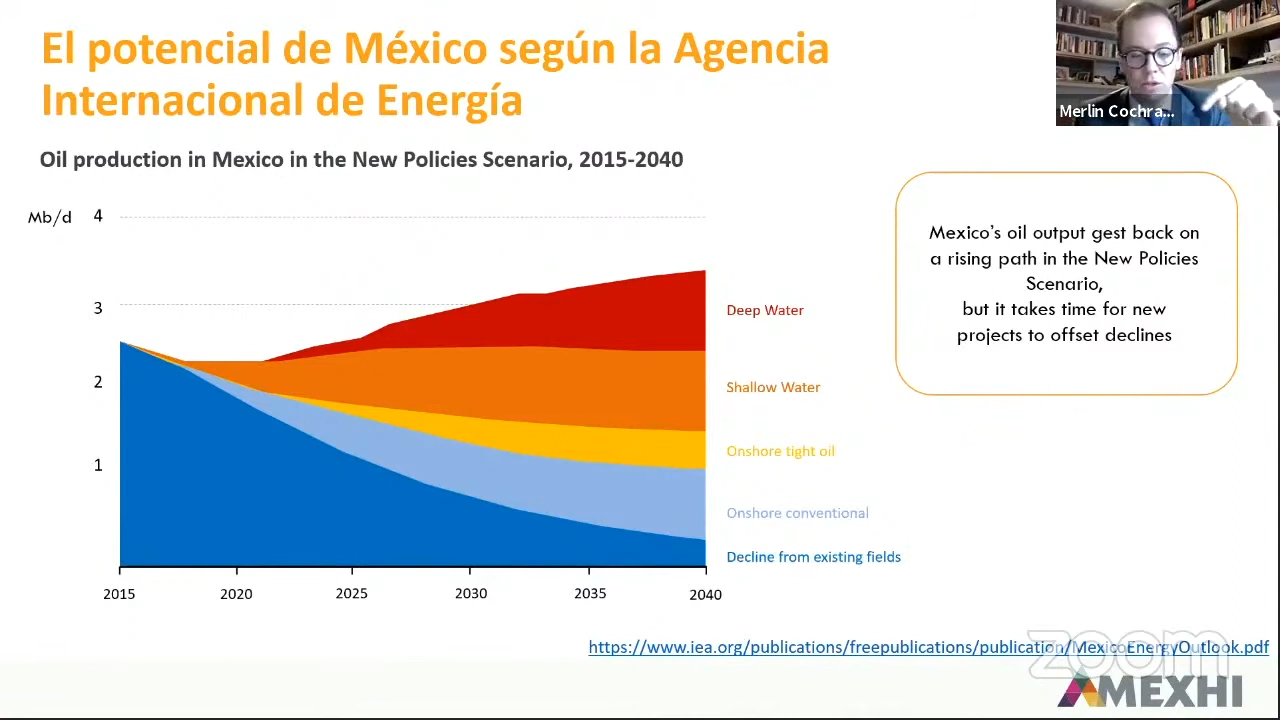 El potencial de México según la Agencia
Internacional de Energía
Merlin Cochra...
Oil production in Mexico in the New Policies Scenario, 2015-2040
Mb/d
4
3
2
1
2015
2020
2025
2030
2035
2040
Deep Water
Shallow Water
Onshore tight oil
Onshore conventional
Decline from existing fields
Mexico's oil output gest back on
a rising path in the New Policies
Scenario,
but it takes time for new
projects to offset declines
https://www.iea.org/publications/freepublications/publication/MexicoEnergyOutlook.pdf
zoom
AMEXHI